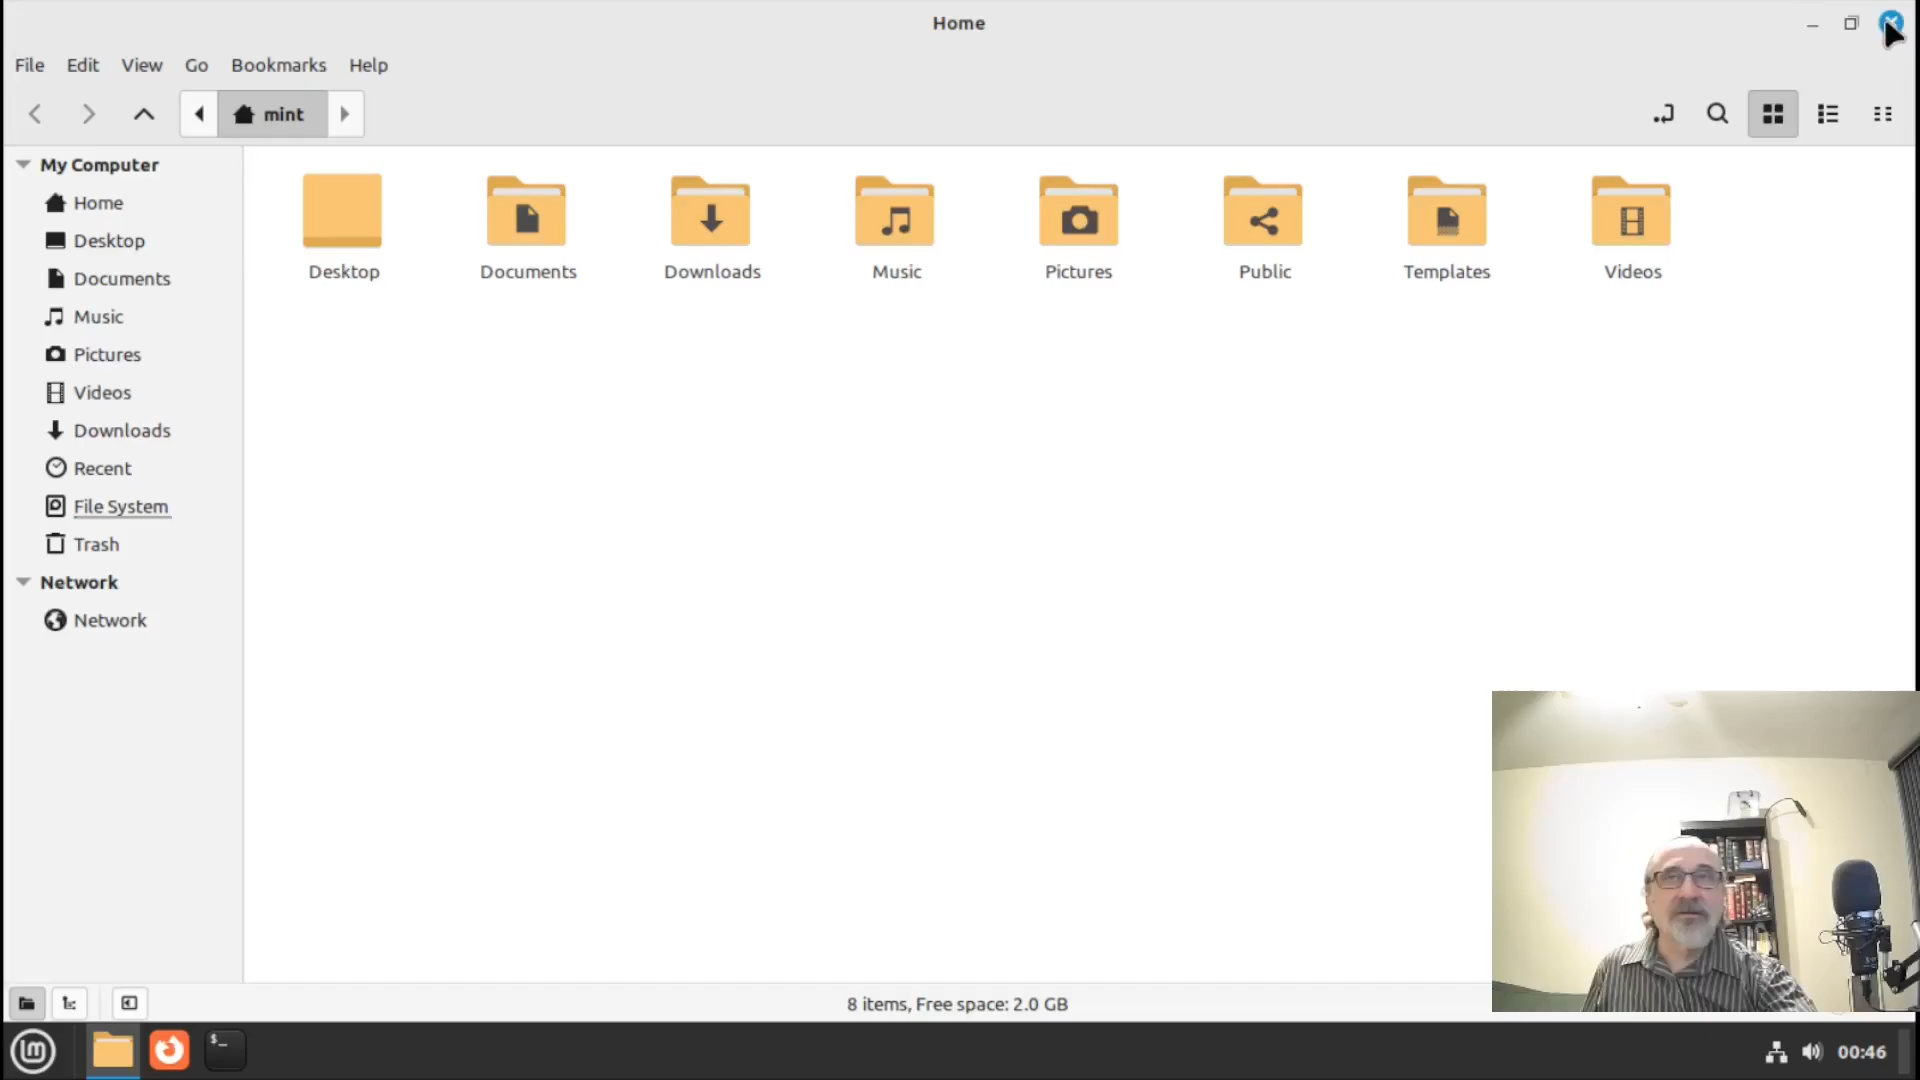 Home
File Edit View Go Bookmarks Help
mint
My Computer
Home
Desktop
Documents
Music
Pictures
Videos
Downloads
Recent
File System
Trash
Network
Network
Desktop Documents Downloads Music Pictures Public Templates Videos
8 items, Free space: 2.0 GB
$_
00:46